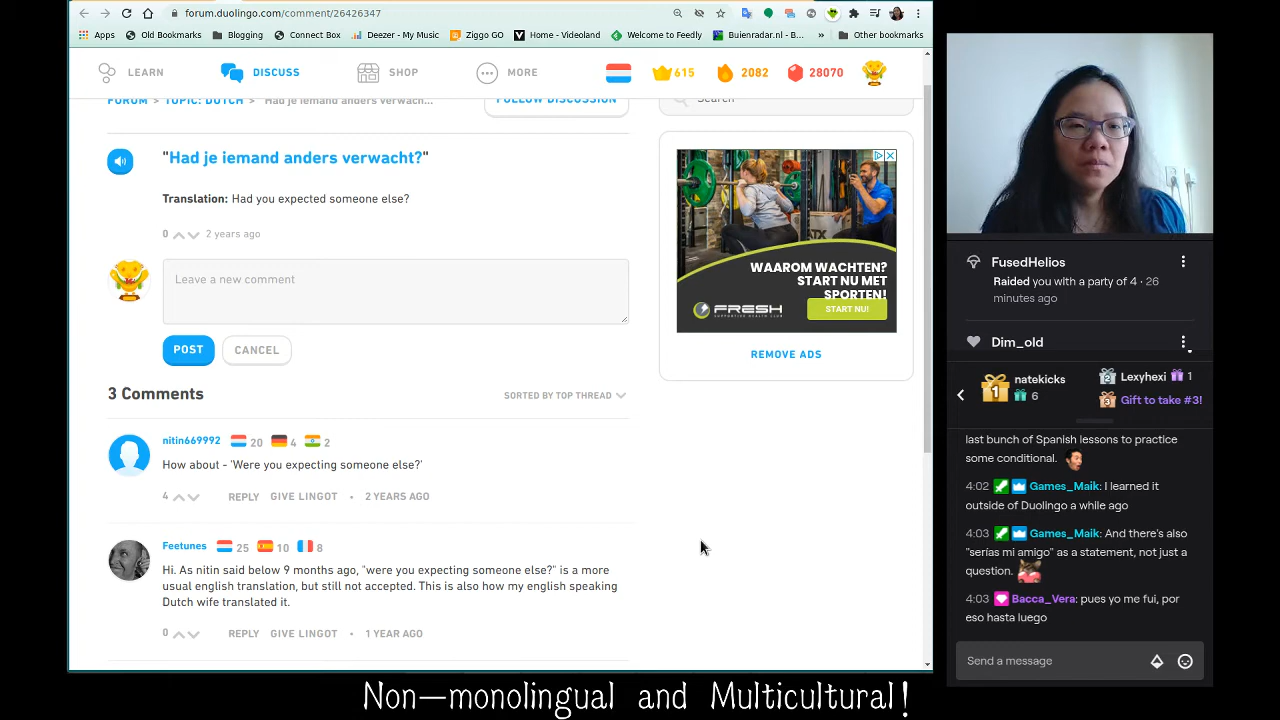 forum.duolingo.com/comment/26426347
Apps Old Bookmarks Blogging Connect Box Deezer - My Music Ziggo GO Home - Videoland Welcome to Feedly Buienradar.nl - B... » Other bookmarks
LEARN DISCUSS SHOP MORE 615 2082 28070
FORUM > TOPIC: DUTCH > Had je iemand anders verwach...
FOLLOW DISCUSSION
Search
"Had je iemand anders verwacht?"
Translation: Had you expected someone else?
0 2 years ago
Leave a new comment
POST CANCEL
3 Comments
SORTED BY TOP THREAD
nitin669992 20 4 2
How about - 'Were you expecting someone else?'
4 REPLY GIVE LINGOT • 2 YEARS AGO
Feetunes 25 10 8
Hi. As nitin said below 9 months ago, "were you expecting someone else?" is a more
usual english translation, but still not accepted. This is also how my english speaking
Dutch wife translated it.
0 REPLY GIVE LINGOT • 1 YEAR AGO
WAAROM WACHTEN?
START NU MET
SPORTEN!
FRESH
START NU!
REMOVE ADS
FusedHelios
Raided you with a party of 4 · 26
minutes ago
Dim_old
natekicks
6
Lexyhexi 1
Gift to take #3!
last bunch of Spanish lessons to practice
some conditional.
4:02 Games_Maik: I learned it
outside of Duolingo a while ago
4:03 Games_Maik: And there's also
"serías mi amigo" as a statement, not just a
question.
4:03 Bacca_Vera: pues yo me fui, por
eso hasta luego
Send a message
Non-monolingual and Multicultural!